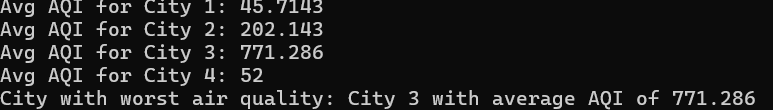 Avg AQI for City 1: 45.7143
Avg AQI for City 2: 202.143
Avg AQI for City 3: 771.286
Avg AQI for City 4: 52
City with worst air quality: City 3 with average AQI of 771.286